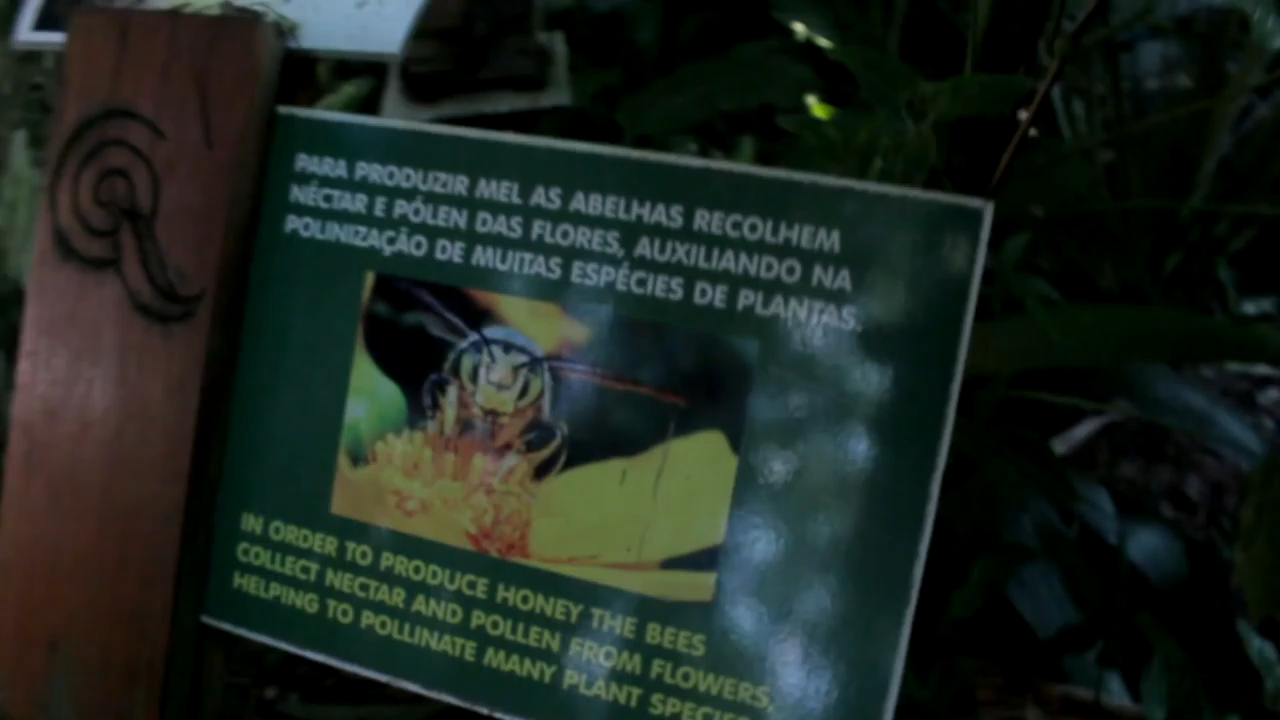 PARA PRODUZIR MEL AS ABELHAS RECOLHEM
NÉCTAR E PÓLEN DAS FLORES, AUXILIANDO NA
POLINIZAÇÃO DE MUITAS ESPÉCIES DE PLANTAS.
IN ORDER TO PRODUCE HONEY THE BEES
COLLECT NECTAR AND POLLEN FROM FLOWERS,
HELPING TO POLLINATE MANY PLANT SPECIES